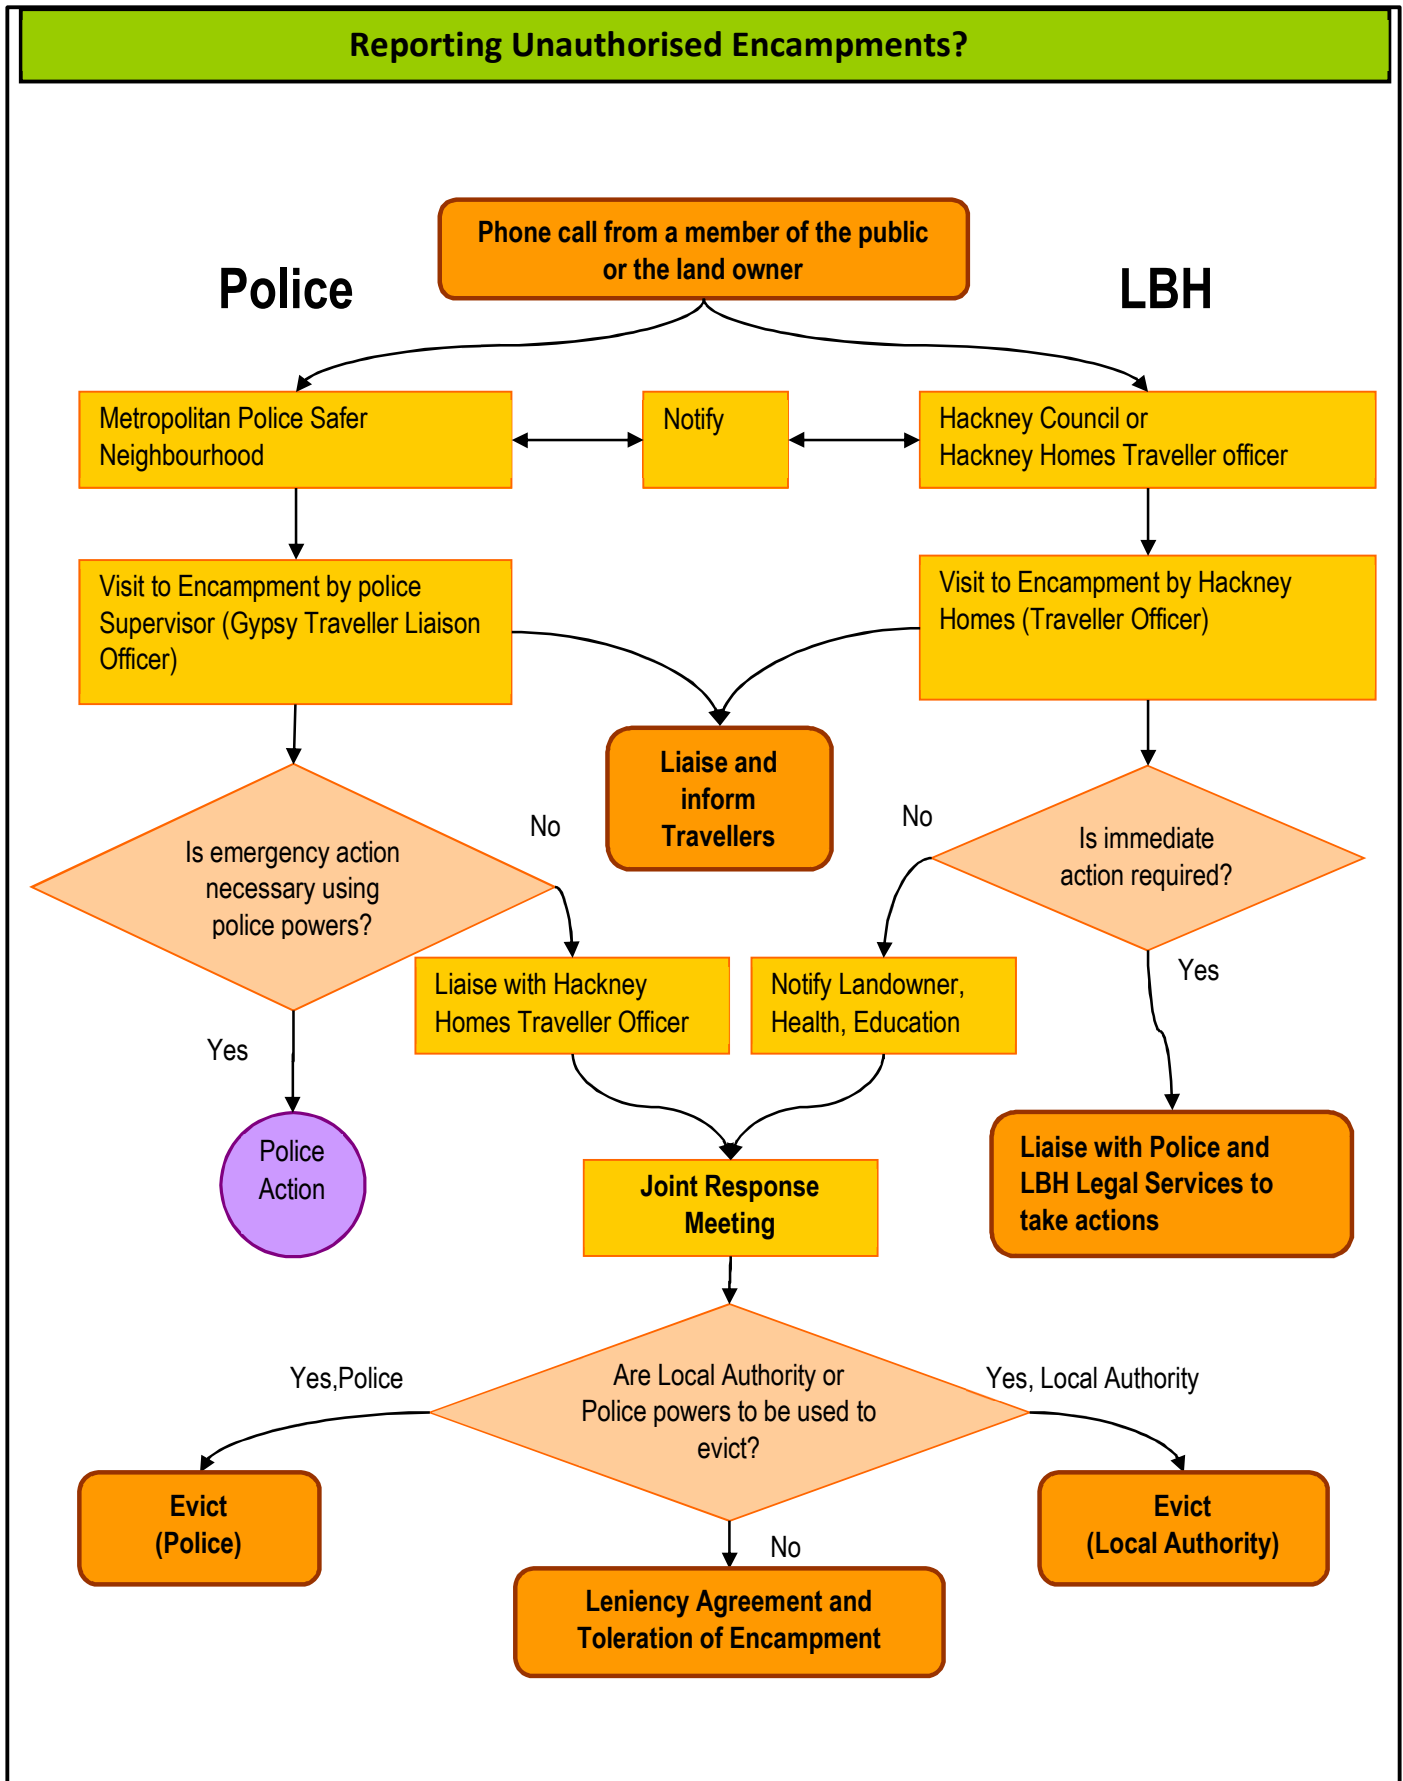 Reporting Unauthorised Encampments?
Phone call from a member of the public
or the land owner
Police
LBH
Metropolitan Police Safer
Neighbourhood
Notify
Hackney Council or
Hackney Homes Traveller officer
Visit to Encampment by police
Supervisor (Gypsy Traveller Liaison
Officer)
Visit to Encampment by Hackney
Homes (Traveller Officer)
Liaise and
inform
Travellers
Is emergency action
necessary using
police powers?
No
No
Is immediate
action required?
Liaise with Hackney
Homes Traveller Officer
Notify Landowner,
Health, Education
Yes
Yes
Police
Action
Joint Response
Meeting
Liaise with Police and
LBH Legal Services to
take actions
Yes,Police
Are Local Authority or
Police powers to be used to
evict?
Yes, Local Authority
Evict
(Police)
No
Evict
(Local Authority)
Leniency Agreement and
Toleration of Encampment